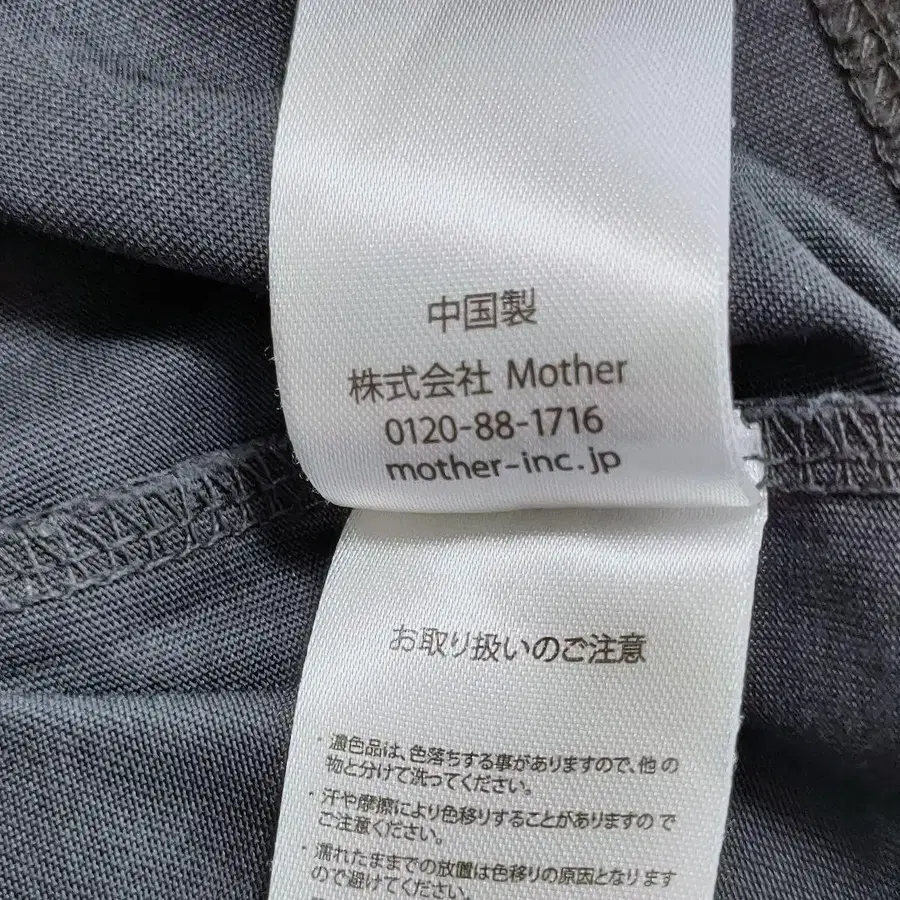 中国製
株式会社 Mother
0120-88-1716
mother-inc.jp
お取り扱いのご注意
・濃色品は、色落ちする事がありますので、他 の
物と分けて洗ってください。
・汗や摩擦により色移りすることがありますの で
ご注意ください。
・濡れたままでの放置は色移りの原因となります
ので避けてください。